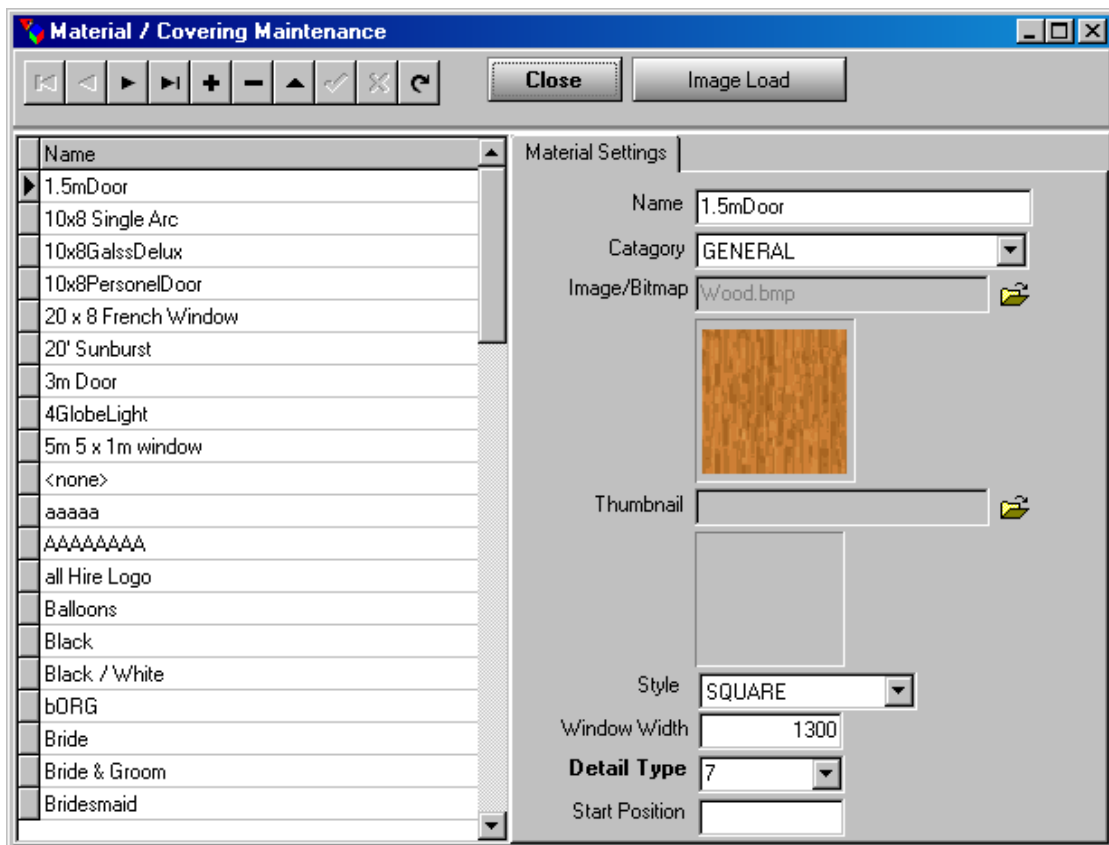 Material / Covering Maintenance
Close
Image Load
Name
1.5mDoor
10x8 Single Arc
10x8GalssDelux
10x8PersonelDoor
20 x 8 French Window
20' Sunburst
3m Door
4GlobeLight
5m 5 x 1m window
<none>
aaaaa
AAAAAAAA
all Hire Logo
Balloons
Black
Black / White
bORG
Bride
Bride & Groom
Bridesmaid
Material Settings
Name 1.5mDoor
Catagory GENERAL
Image/Bitmap Wood.bmp
Thumbnail
Style SQUARE
Window Width 1300
Detail Type 7
Start Position